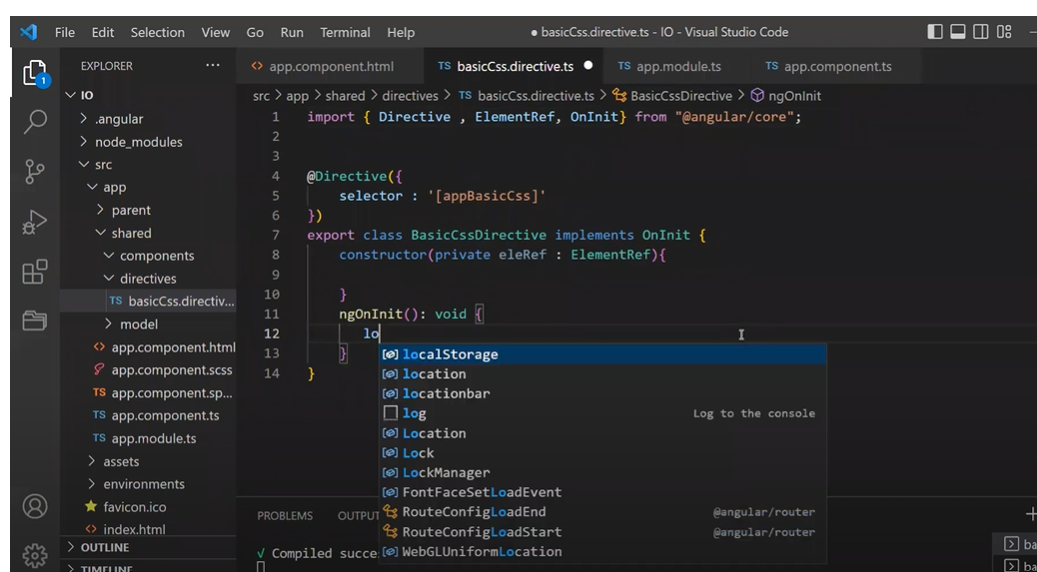 File Edit Selection View Go Run Terminal Help
● basicCss.directive.ts - IO - Visual Studio Code
EXPLORER ...
<> app.component.html
TS basicCss.directive.ts ●
TS app.module.ts
TS app.component.ts
1
IO
src > app > shared > directives > TS basicCss.directive.ts > BasicCssDirective > ngOnInit
.angular
node_modules
src
app
parent
shared
components
directives
TS basicCss.directiv...
model
<> app.component.html
app.component.scss
TS app.component.sp...
TS app.component.ts
TS app.module.ts
assets
environments
favicon.ico
<> index.html
OUTLINE
TIMELINE
1 import { Directive , ElementRef, OnInit} from "@angular/core";
2
3
4 @Directive({
5 selector : '[appBasicCss]'
6 })
7 export class BasicCssDirective implements OnInit {
8 constructor(private eleRef : ElementRef){
9
10 }
11 ngOnInit(): void {
12 lo
13 }
14 }
localStorage
location
locationbar
log Log to the console
Location
Lock
LockManager
FontFaceSetLoadEvent
RouteConfigLoadEnd @angular/router
RouteConfigLoadStart @angular/router
WebGLUniformLocation
PROBLEMS OUTPUT
√ Compiled succe
ba
ba